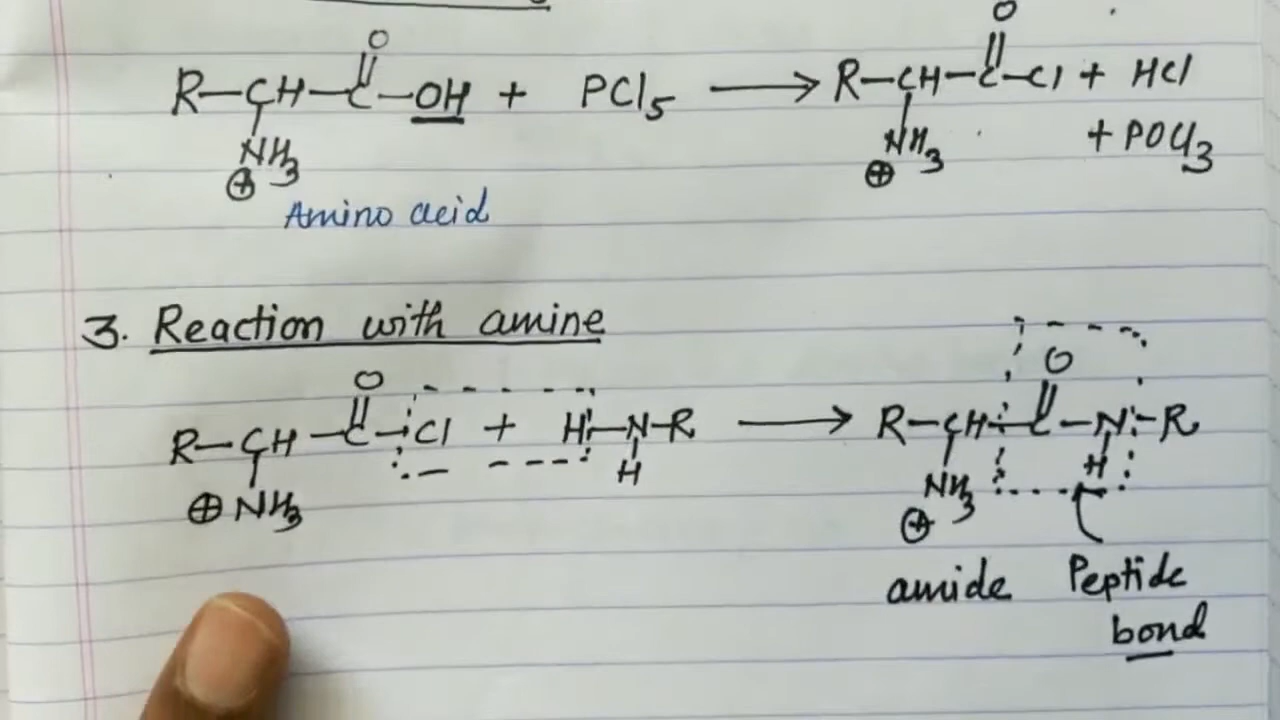 O O
R–CH–C–OH + PCl5 ⟶ R–CH–C–Cl + HCl
NH3 NH3 + POCl3
⊕ ⊕
Amino acid
3. Reaction with amine
O O
R–CH–C–Cl + H–N–R ⟶ R–CH–C–N–R
H H
⊕ NH3 NH3
⊕
amide Peptide
bond